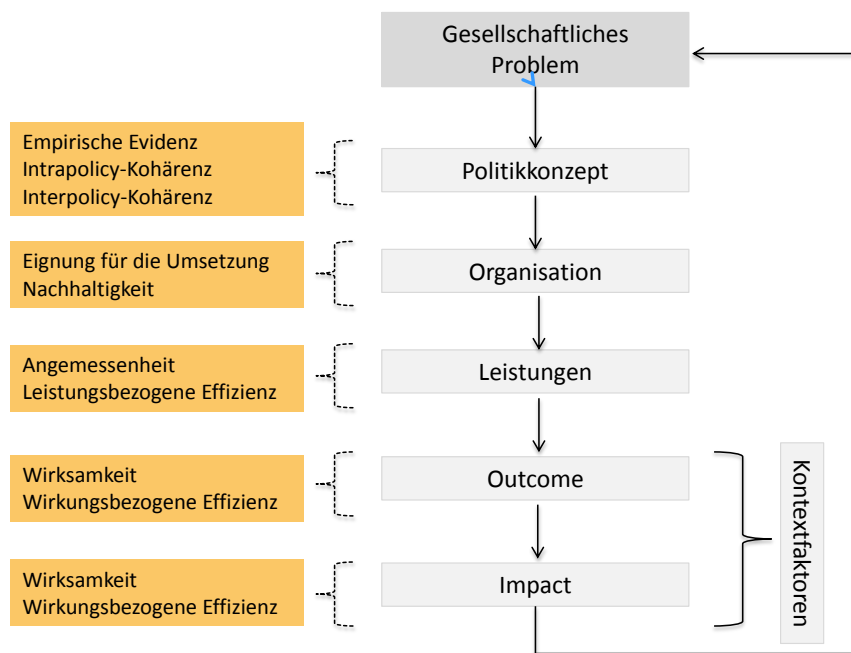 Gesellschaftliches
Problem
Empirische Evidenz
Intrapolicy-Kohärenz
Interpolicy-Kohärenz
Politikkonzept
Eignung für die Umsetzung
Nachhaltigkeit
Organisation
Angemessenheit
Leistungsbezogene Effizienz
Leistungen
Wirksamkeit
Wirkungsbezogene Effizienz
Outcome
Kontextfaktoren
Wirksamkeit
Wirkungsbezogene Effizienz
Impact